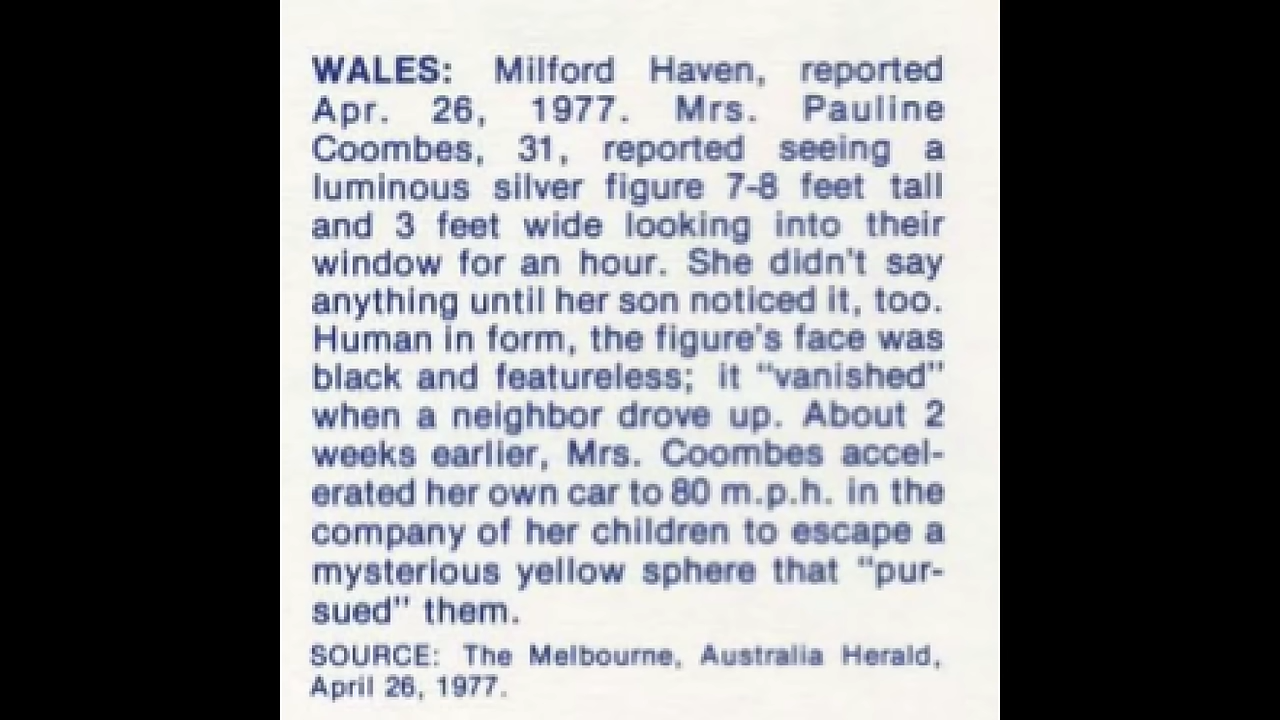 WALES: Milford Haven, reported
Apr. 26, 1977. Mrs. Pauline
Coombes, 31, reported seeing a
luminous silver figure 7-8 feet tall
and 3 feet wide looking into their
window for an hour. She didn't say
anything until her son noticed it, too.
Human in form, the figure's face was
black and featureless; it "vanished"
when a neighbor drove up. About 2
weeks earlier, Mrs. Coombes accel-
erated her own car to 80 m.p.h. in the
company of her children to escape a
mysterious yellow sphere that "pur-
sued" them.
SOURCE: The Melbourne, Australia Herald,
April 26, 1977.